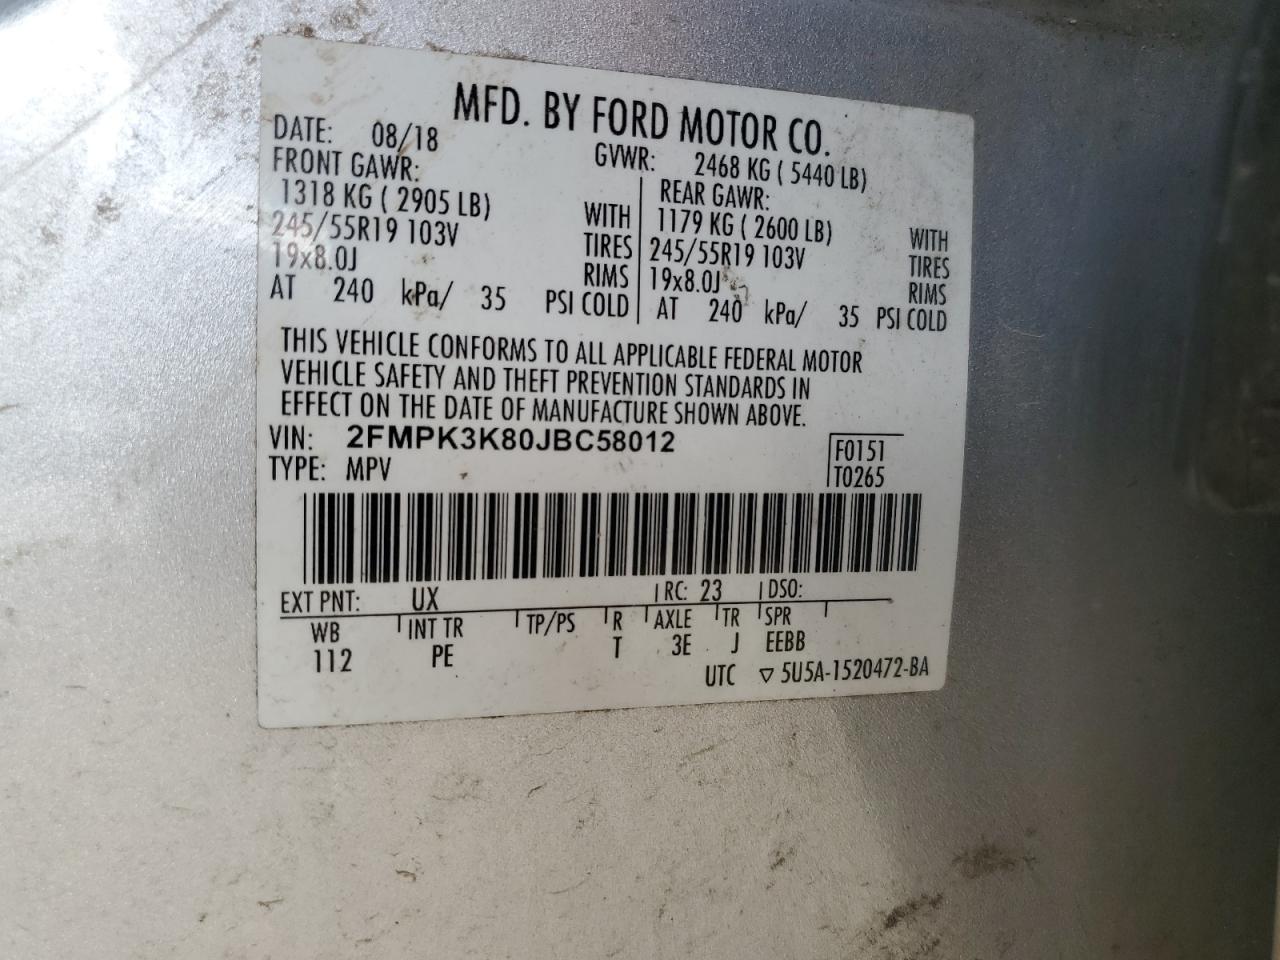 MFD. BY FORD MOTOR CO.
DATE: 08/18 GVWR: 2468 KG ( 5440 LB)
FRONT GAWR: REAR GAWR:
1318 KG ( 2905 LB) WITH 1179 KG ( 2600 LB) WITH
245/55R19 103V TIRES 245/55R19 103V TIRES
19x8.0J RIMS 19x8.0J RIMS
AT 240 kPa/ 35 PSI COLD AT 240 kPa/ 35 PSI COLD
THIS VEHICLE CONFORMS TO ALL APPLICABLE FEDERAL MOTOR
VEHICLE SAFETY AND THEFT PREVENTION STANDARDS IN
EFFECT ON THE DATE OF MANUFACTURE SHOWN ABOVE.
VIN: 2FMPK3K80JBC58012 F0151
TYPE: MPV T0265
EXT PNT: UX RC: 23 DSO:
WB INT TR TP/PS R AXLE TR SPR
112 PE T 3E J EEBB
UTC ▽ 5U5A-1520472-BA